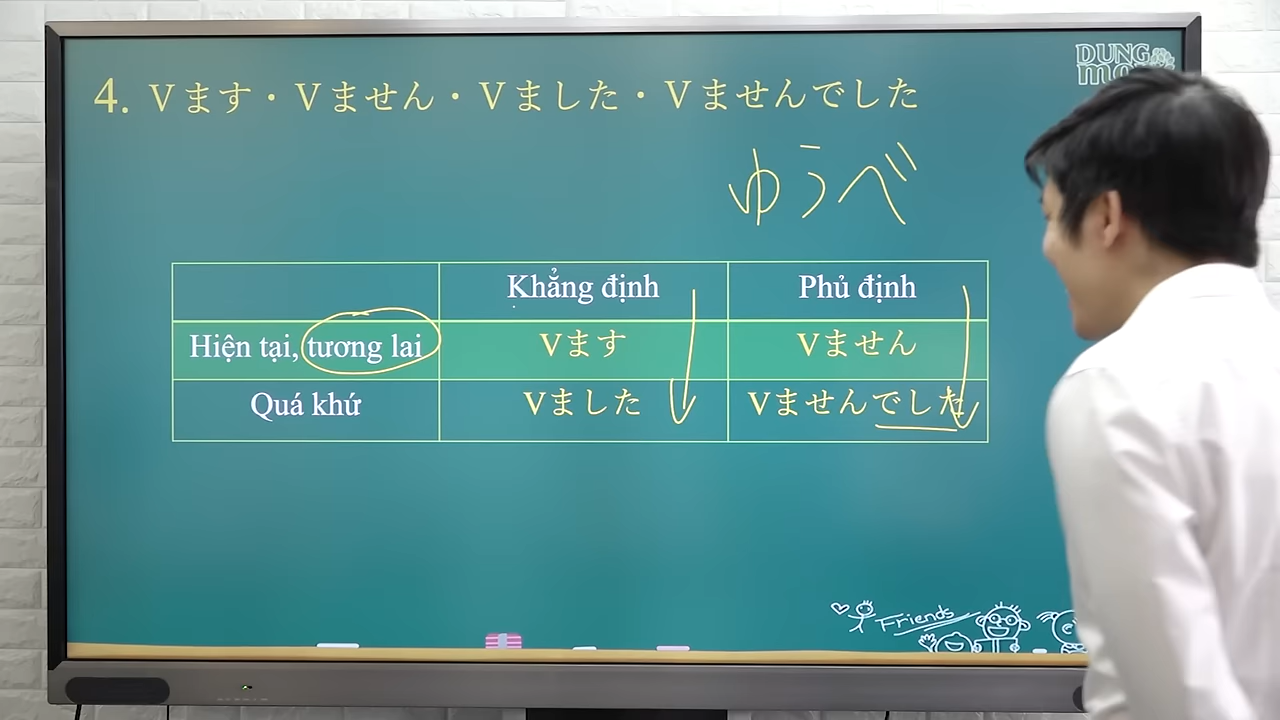 DUNG
4. Vます・Vません・Vました・Vませんでした
ゆうべ
Khẳng định Phủ định
Hiện tại, tương lai Vます Vません
Quá khứ Vました Vませんでした
Friends